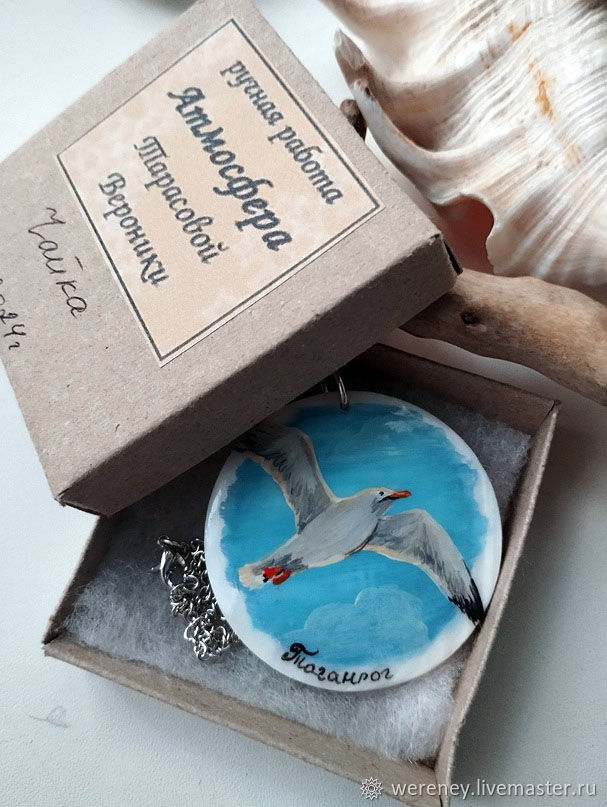 ручная работа
Атмосфера
Тарасовой
Вероники
Чайка
Таганрог
wereney.livemaster.ru